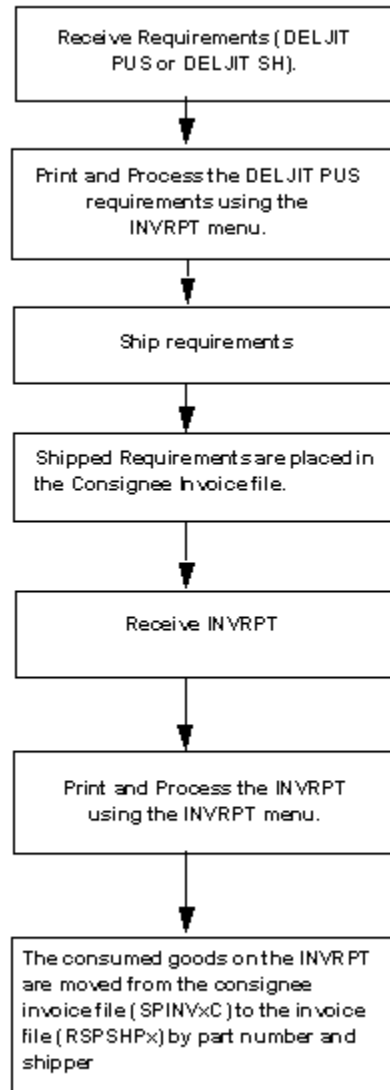 Receive Requirements (DELJIT
PUS or DELJIT SH).
Print and Process the DELJIT PUS
requirements using the
INVRPT menu.
Ship requirements
Shipped Requirements are placed in
the Consignee Invoice file.
Receive INVRPT
Print and Process the INVRPT
using the INVRPT menu.
The consumed goods on the INVRPT
are moved from the consignee
invoice file (SPINVxC) to the invoice
file (RSPSHPx) by part number and
shipper